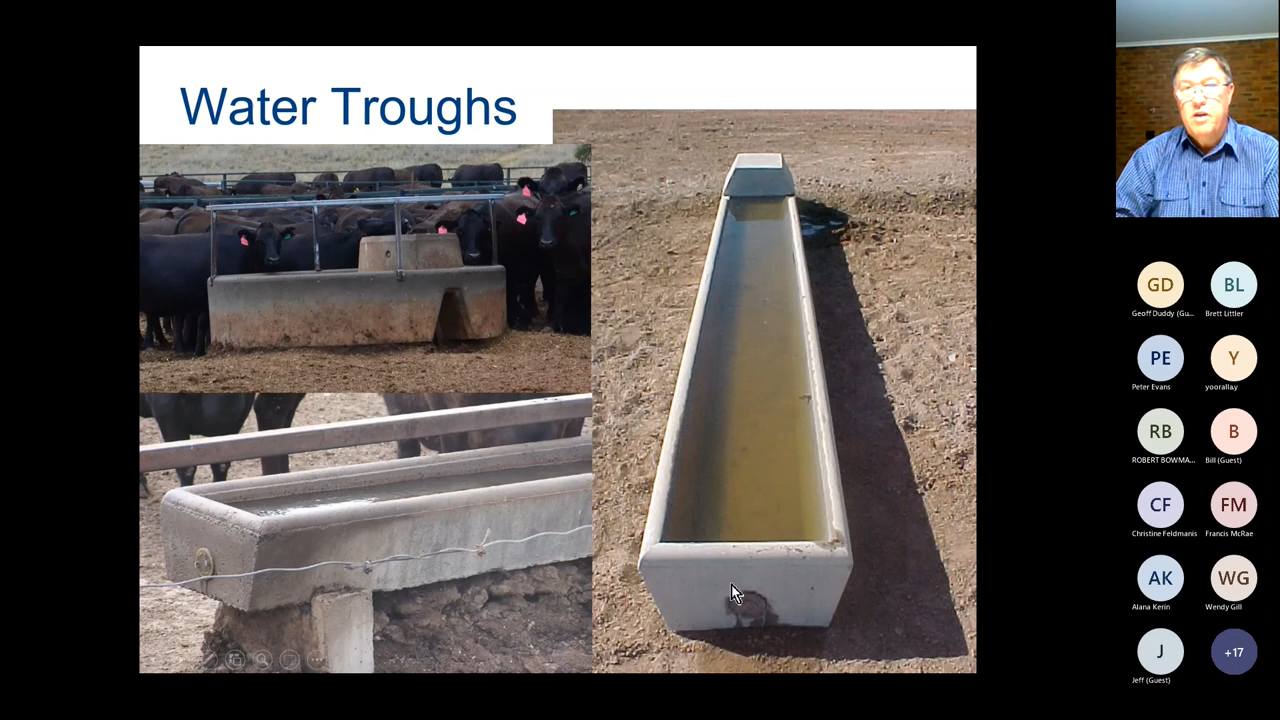 Water Troughs
GD
BL
Geoff Duddy (Gu...
Brett Littler
PE
Y
Peter Evans
yoorallay
RB
B
ROBERT BOWMA...
Bill (Guest)
CF
FM
Christine Feldmanis
Francis McRae
AK
WG
Alana Kerin
Wendy Gill
J
+17
Jeff (Guest)